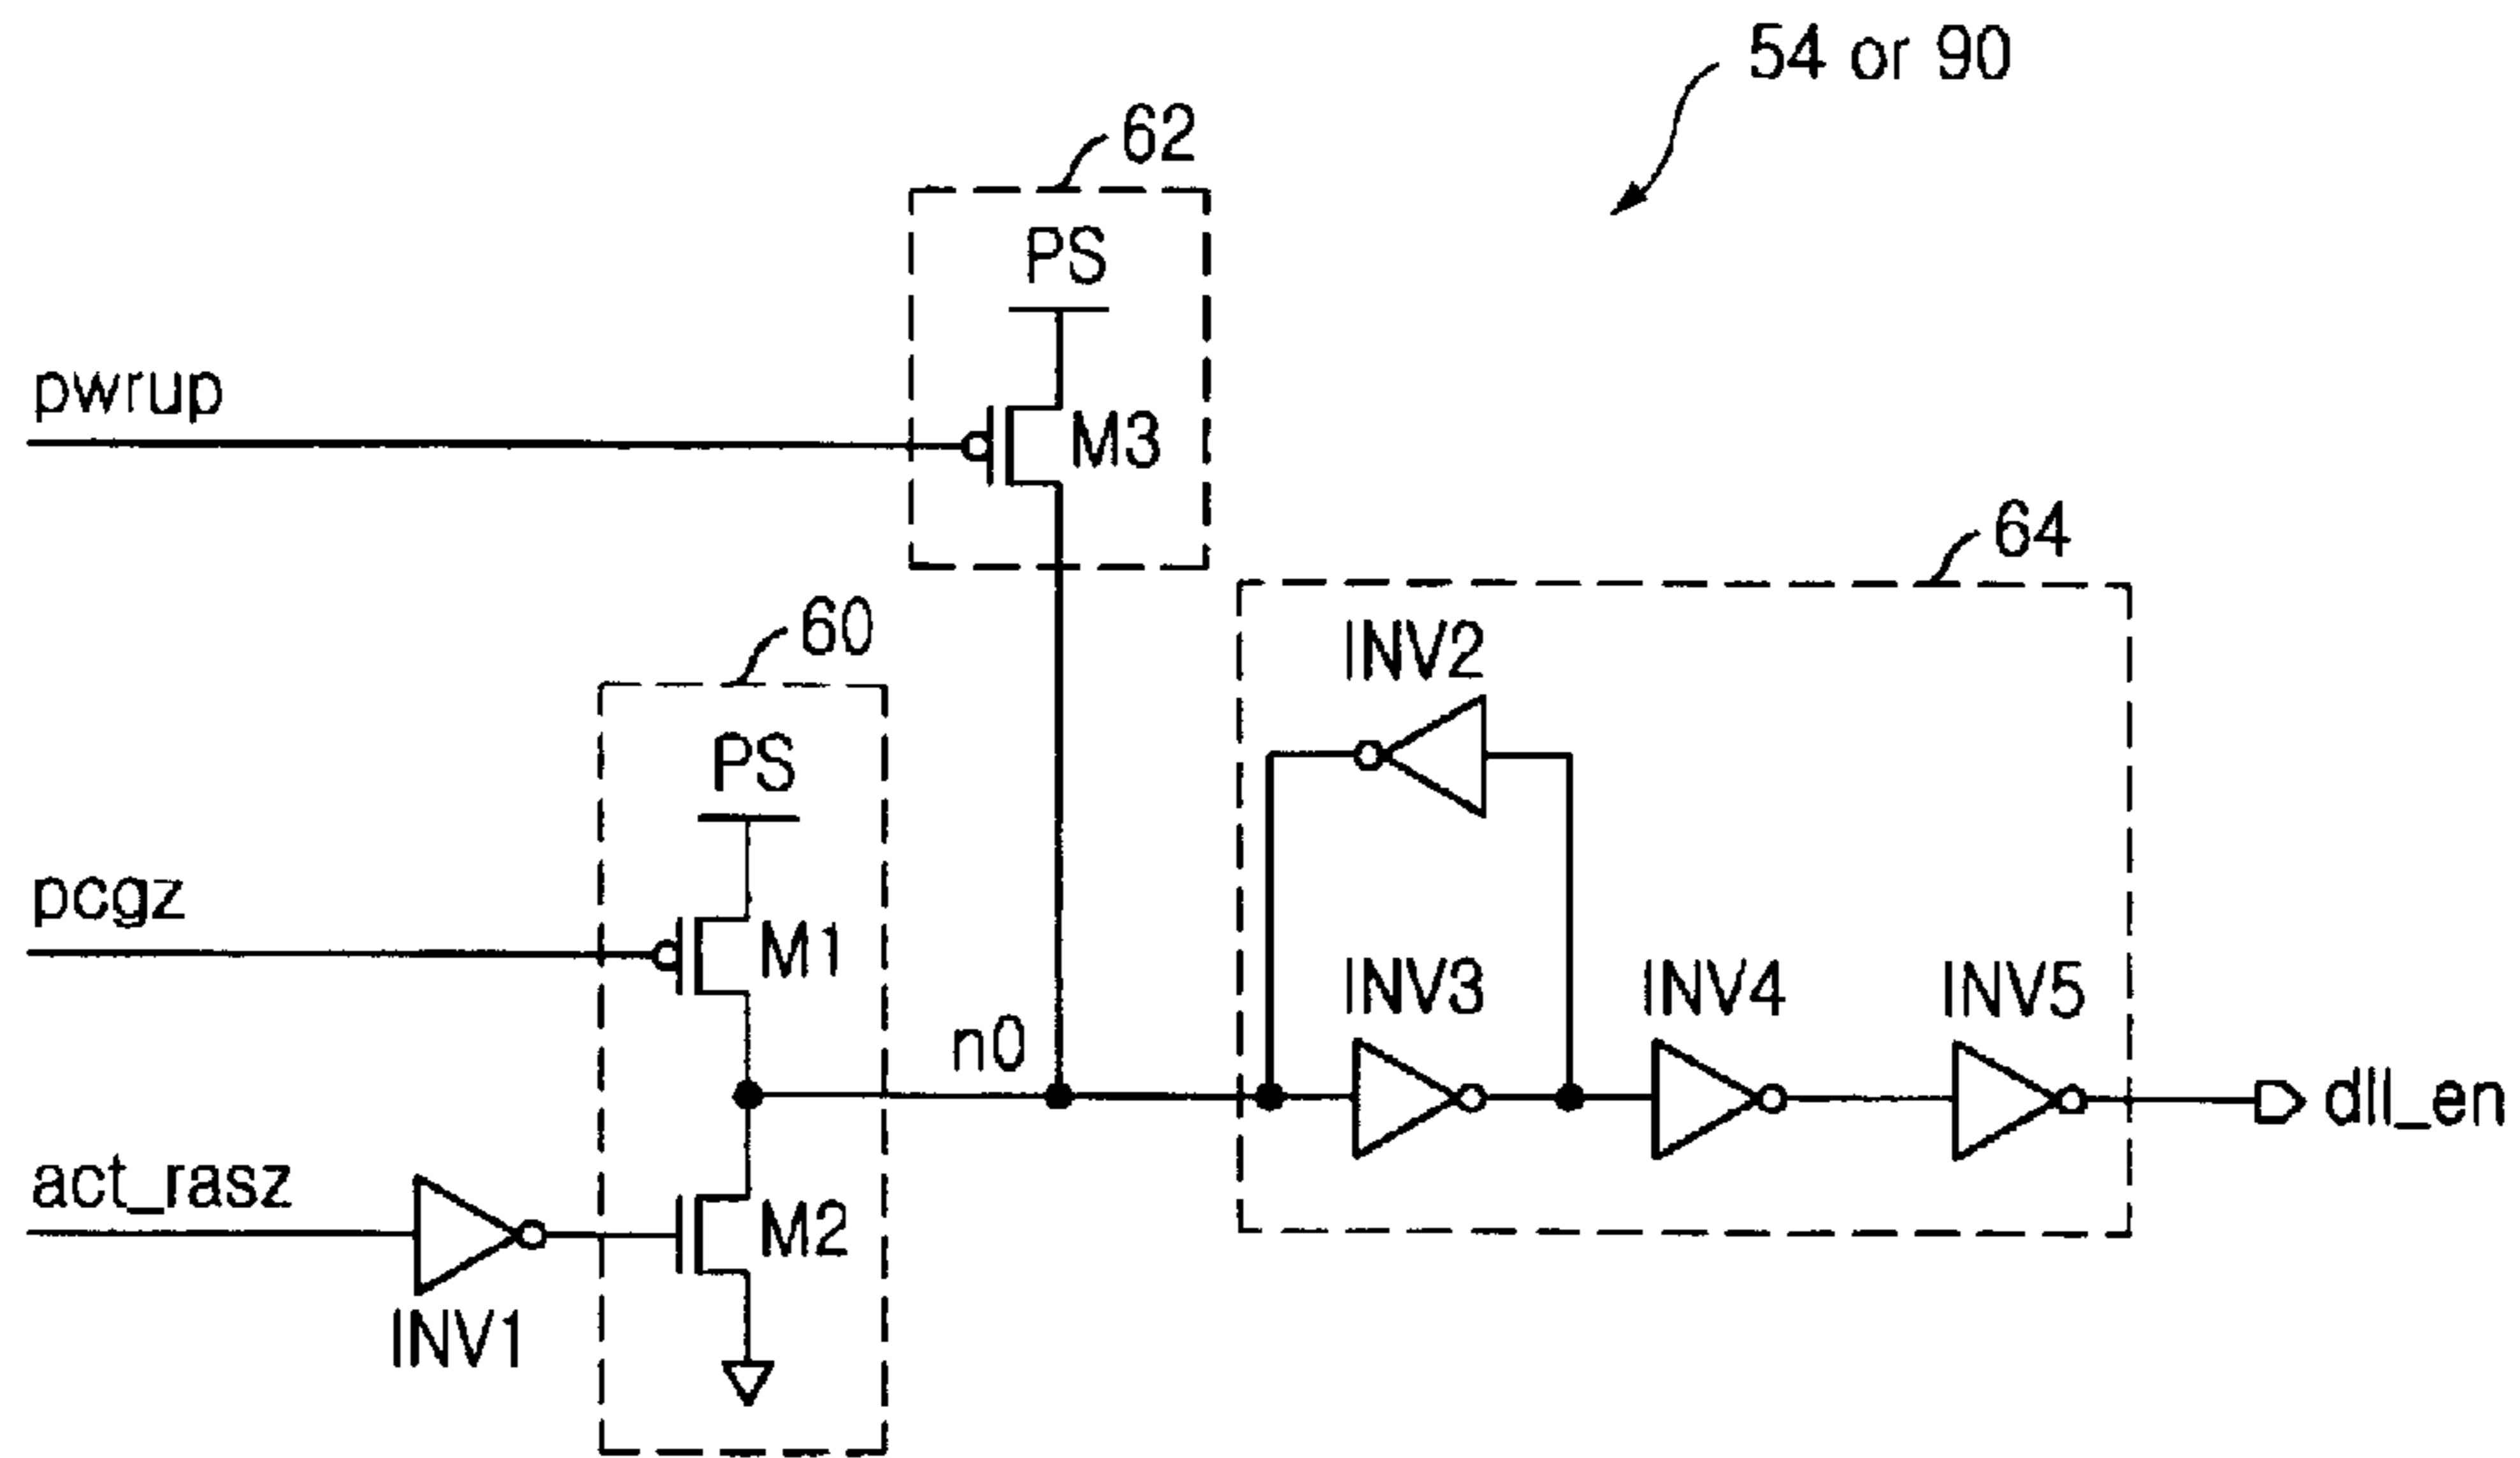 54 or 90
62
PS
pwrup
M3
64
60
INV2
PS
pcgz
M1
INV3
INV4
INV5
n0
dll_en
act_rasz
M2
INV1